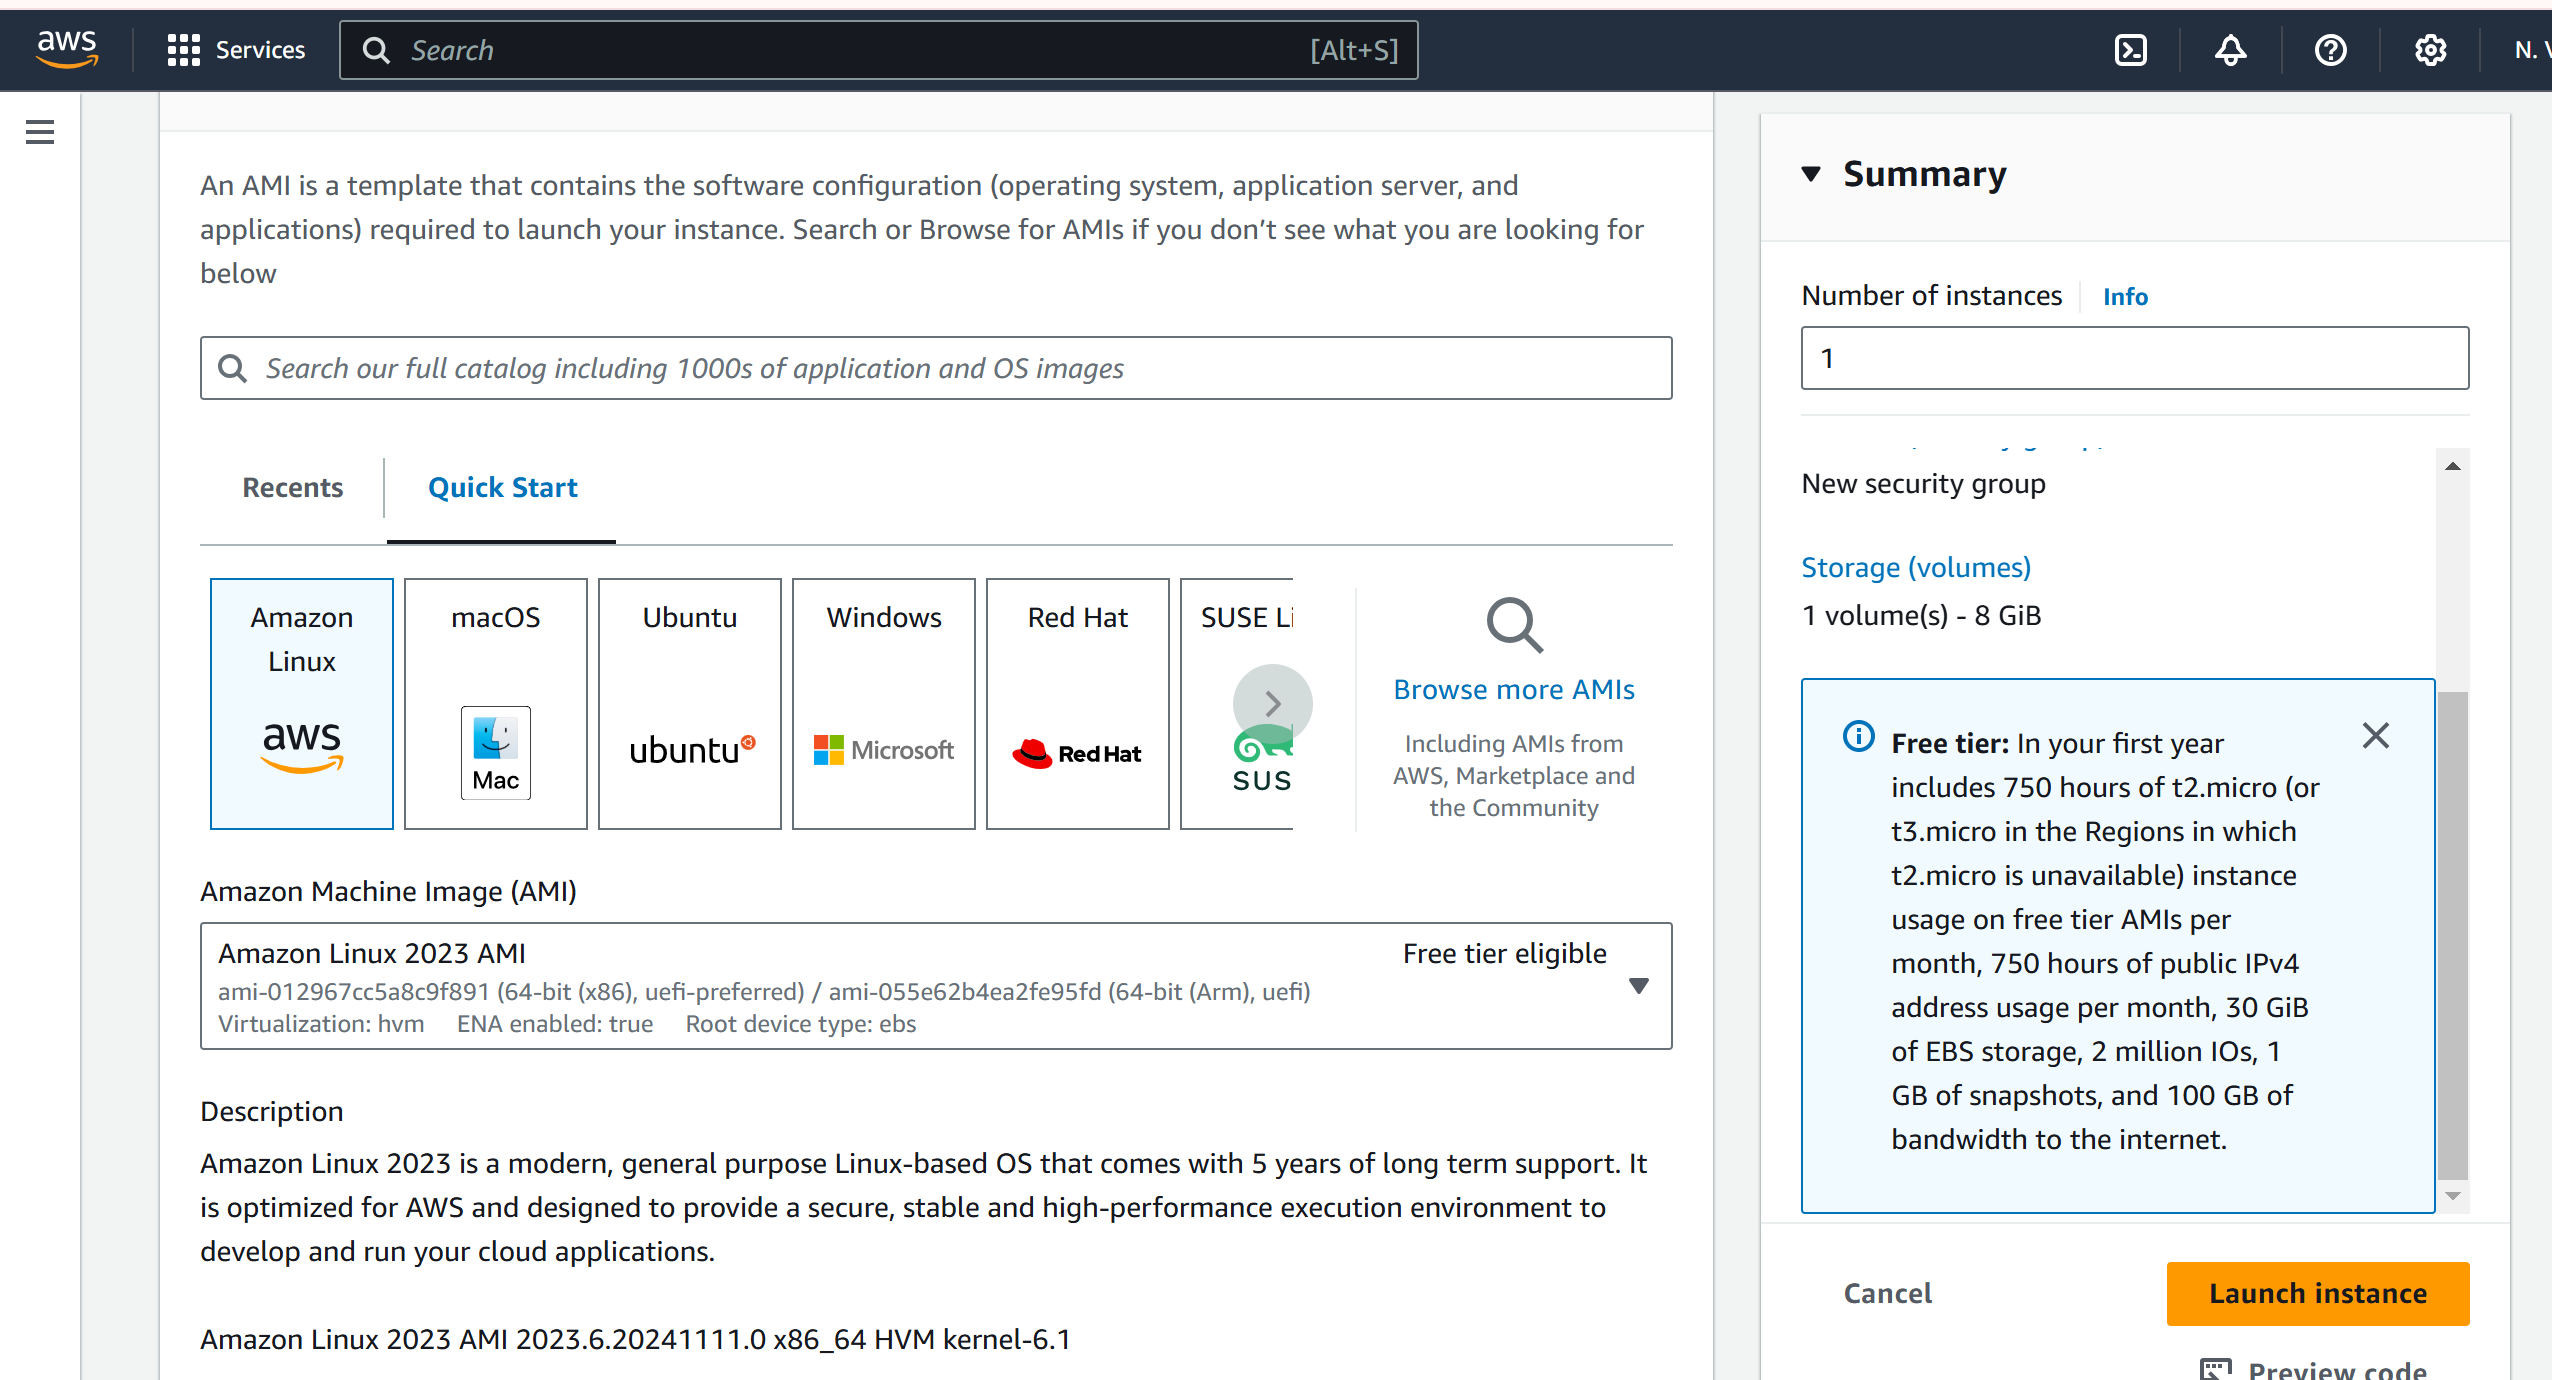 aws
Services
Search
[Alt+S]
N.
An AMI is a template that contains the software configuration (operating system, application server, and
applications) required to launch your instance. Search or Browse for AMIs if you don’t see what you are looking for
below
Search our full catalog including 1000s of application and OS images
Recents
Quick Start
Amazon
Linux
aws
macOS
Mac
Ubuntu
ubuntu
Windows
Microsoft
Red Hat
Red Hat
SUSE Li
SUS
Browse more AMIs
Including AMIs from
AWS, Marketplace and
the Community
Amazon Machine Image (AMI)
Amazon Linux 2023 AMI
Free tier eligible
ami-012967cc5a8c9f891 (64-bit (x86), uefi-preferred) / ami-055e62b4ea2fe95fd (64-bit (Arm), uefi)
Virtualization: hvm ENA enabled: true Root device type: ebs
Description
Amazon Linux 2023 is a modern, general purpose Linux-based OS that comes with 5 years of long term support. It
is optimized for AWS and designed to provide a secure, stable and high-performance execution environment to
develop and run your cloud applications.
Amazon Linux 2023 AMI 2023.6.20241111.0 x86_64 HVM kernel-6.1
Summary
Number of instances
Info
1
New security group
Storage (volumes)
1 volume(s) - 8 GiB
Free tier: In your first year
includes 750 hours of t2.micro (or
t3.micro in the Regions in which
t2.micro is unavailable) instance
usage on free tier AMIs per
month, 750 hours of public IPv4
address usage per month, 30 GiB
of EBS storage, 2 million IOs, 1
GB of snapshots, and 100 GB of
bandwidth to the internet.
Cancel
Launch instance
Preview code